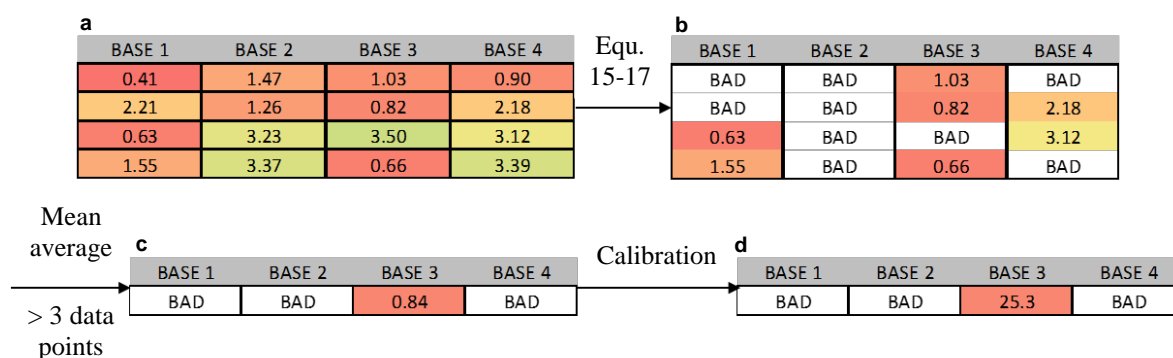 a
BASE 1 BASE 2 BASE 3 BASE 4
0.41 1.47 1.03 0.90
2.21 1.26 0.82 2.18
0.63 3.23 3.50 3.12
1.55 3.37 0.66 3.39
Equ.
15-17
b
BASE 1 BASE 2 BASE 3 BASE 4
BAD BAD 1.03 BAD
BAD BAD 0.82 2.18
0.63 BAD BAD 3.12
1.55 BAD 0.66 BAD
Mean
average
> 3 data
points
c
BASE 1 BASE 2 BASE 3 BASE 4
BAD BAD 0.84 BAD
Calibration
d
BASE 1 BASE 2 BASE 3 BASE 4
BAD BAD 25.3 BAD